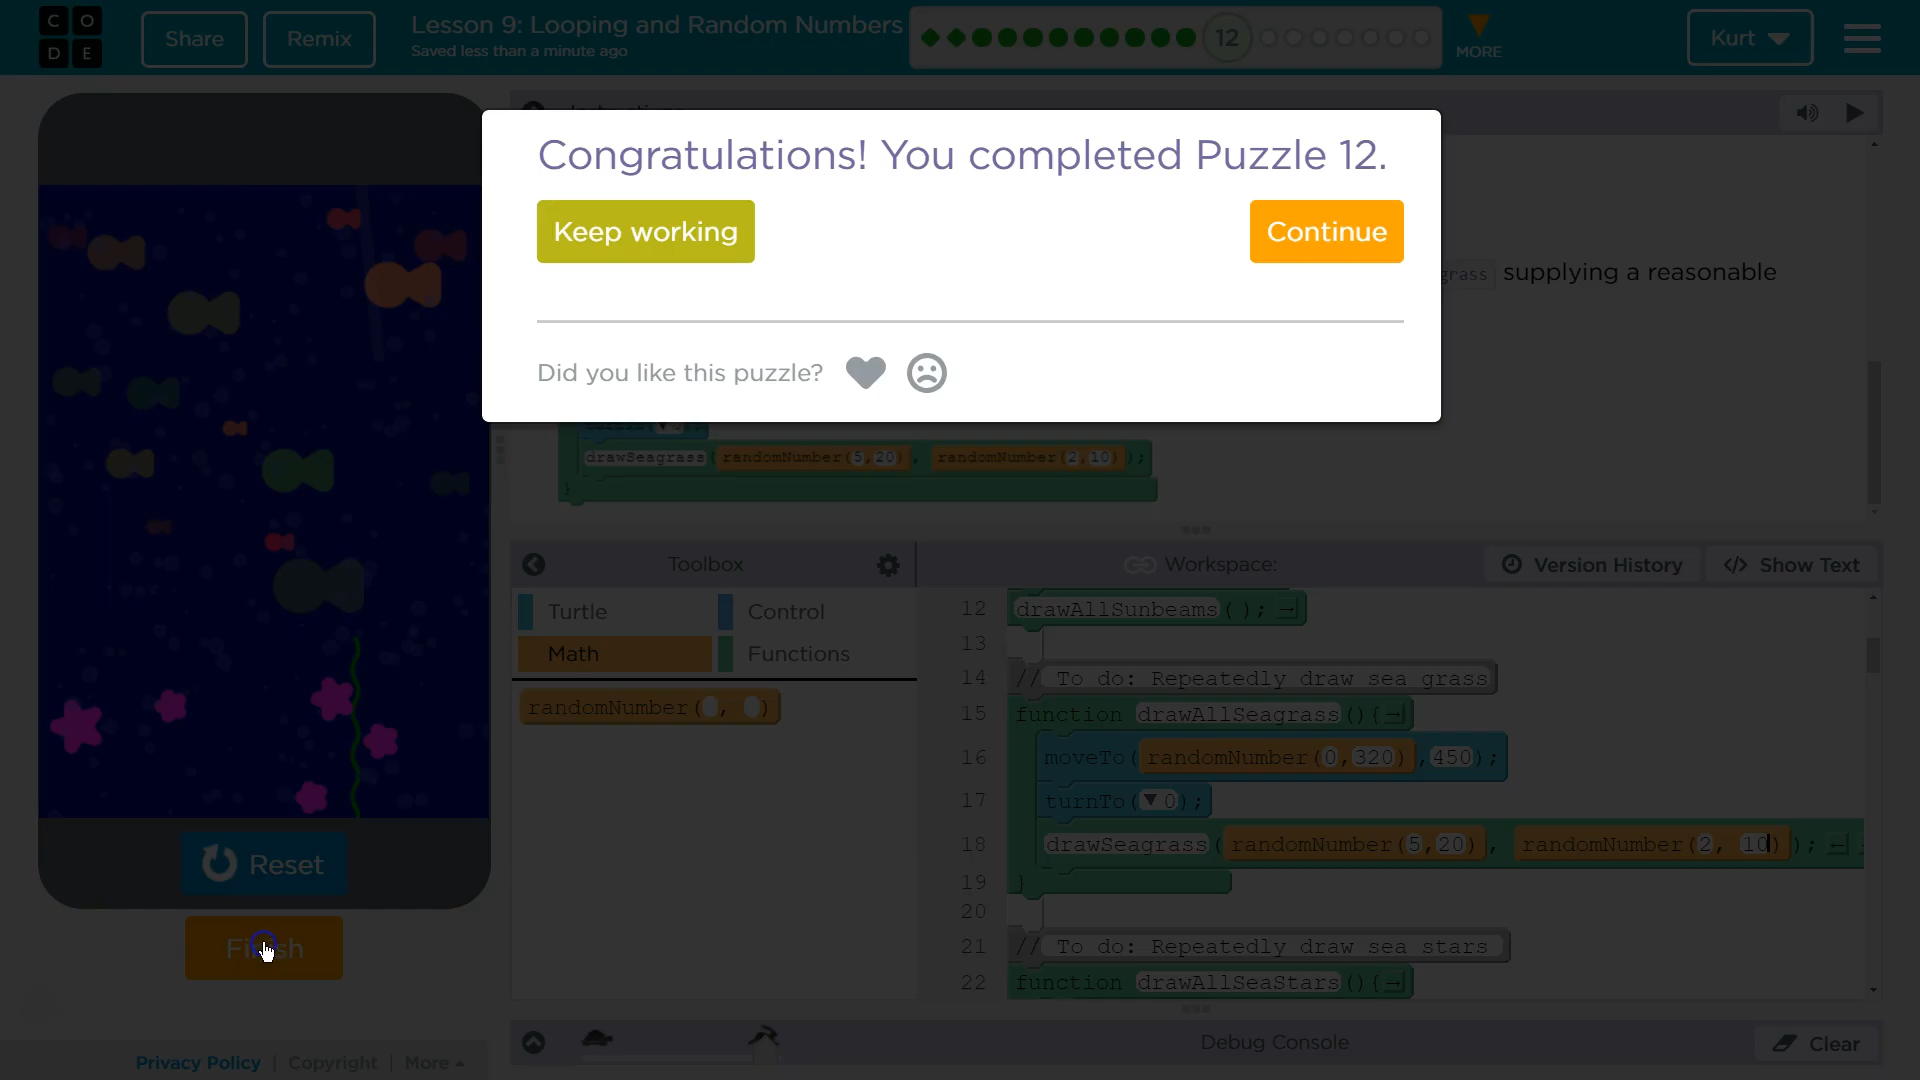 C O
D E
Share
Remix
Lesson 9: Looping and Random Numbers
Saved less than a minute ago
12
MORE
Kurt
Congratulations! You completed Puzzle 12.
Keep working
Continue
Did you like this puzzle?
grass supplying a reasonable
drawSeagrass(randomNumber(5,20), randomNumber(2,10));
}
Toolbox
Workspace:
Version History
</> Show Text
Turtle
Control
Math
Functions
randomNumber( , )
12 drawAllSunbeams();
13
14 // To do: Repeatedly draw sea grass
15 function drawAllSeagrass(){
16 moveTo(randomNumber(0,320),450);
17 turnTo(▼0);
18 drawSeagrass(randomNumber(5,20), randomNumber(2, 10));
19 }
20
21 // To do: Repeatedly draw sea stars
22 function drawAllSeaStars(){
Reset
Finish
Debug Console
Clear
Privacy Policy | Copyright | More